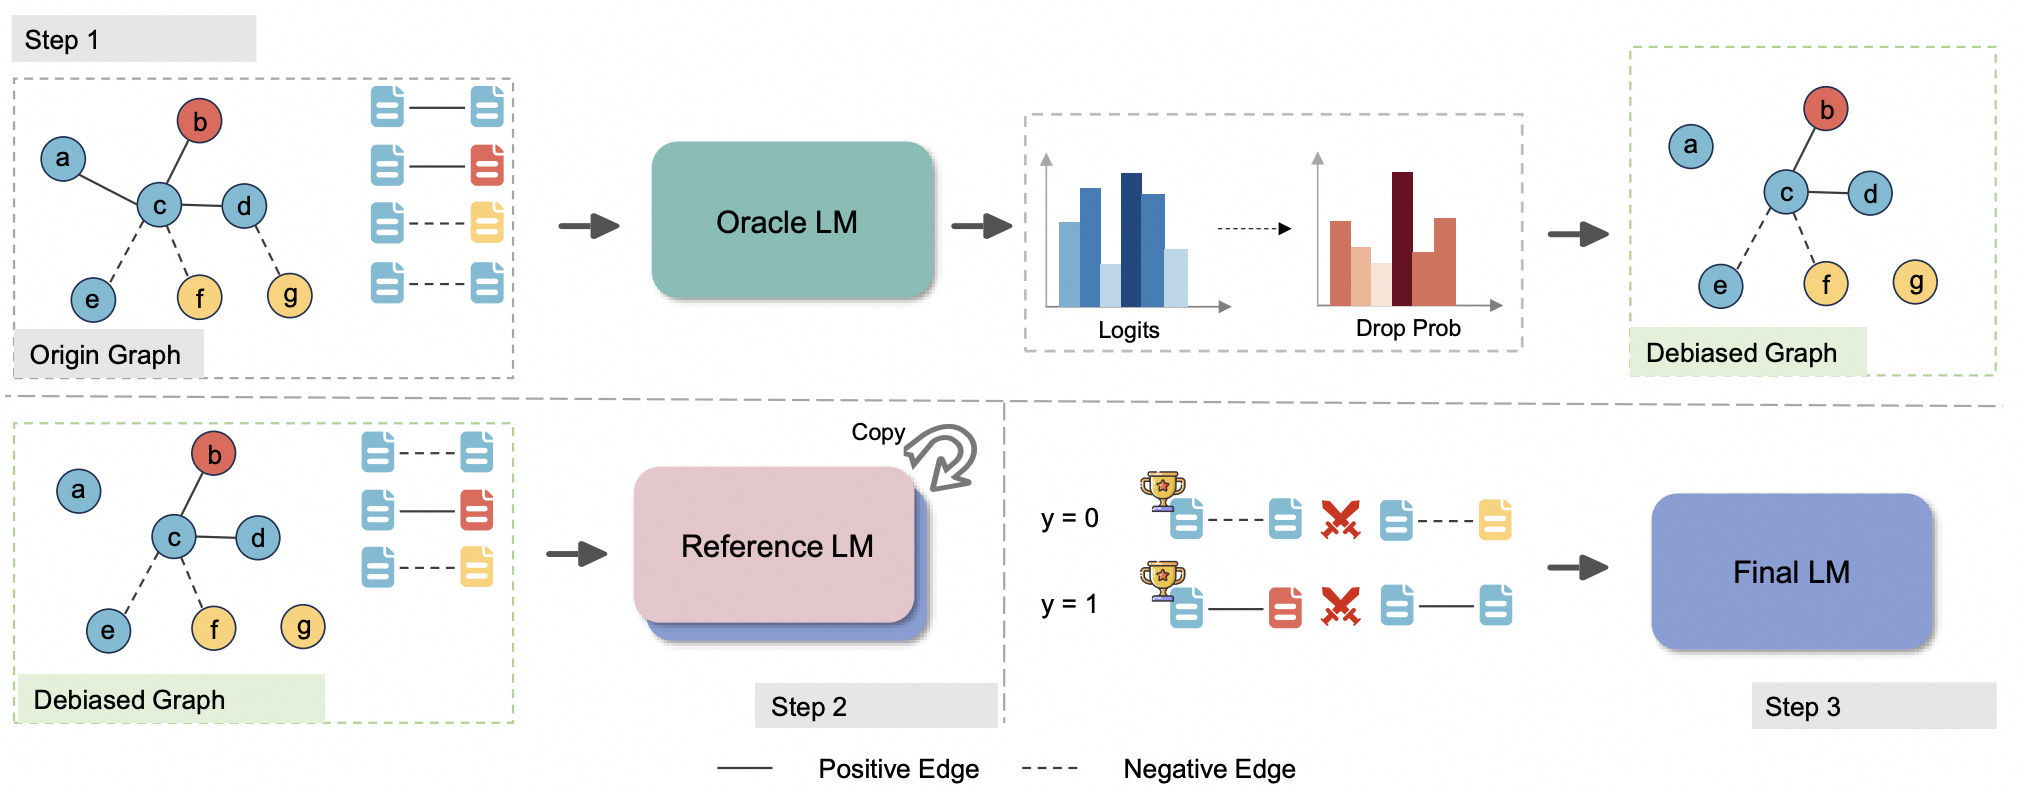 Step 1
b
a
c
d
e
f
g
Origin Graph
Oracle LM
Logits
Drop Prob
b
a
c
d
e
f
g
Debiased Graph
b
a
c
d
e
f
g
Debiased Graph
Copy
Reference LM
Step 2
y = 0
y = 1
Final LM
Step 3
Positive Edge
Negative Edge